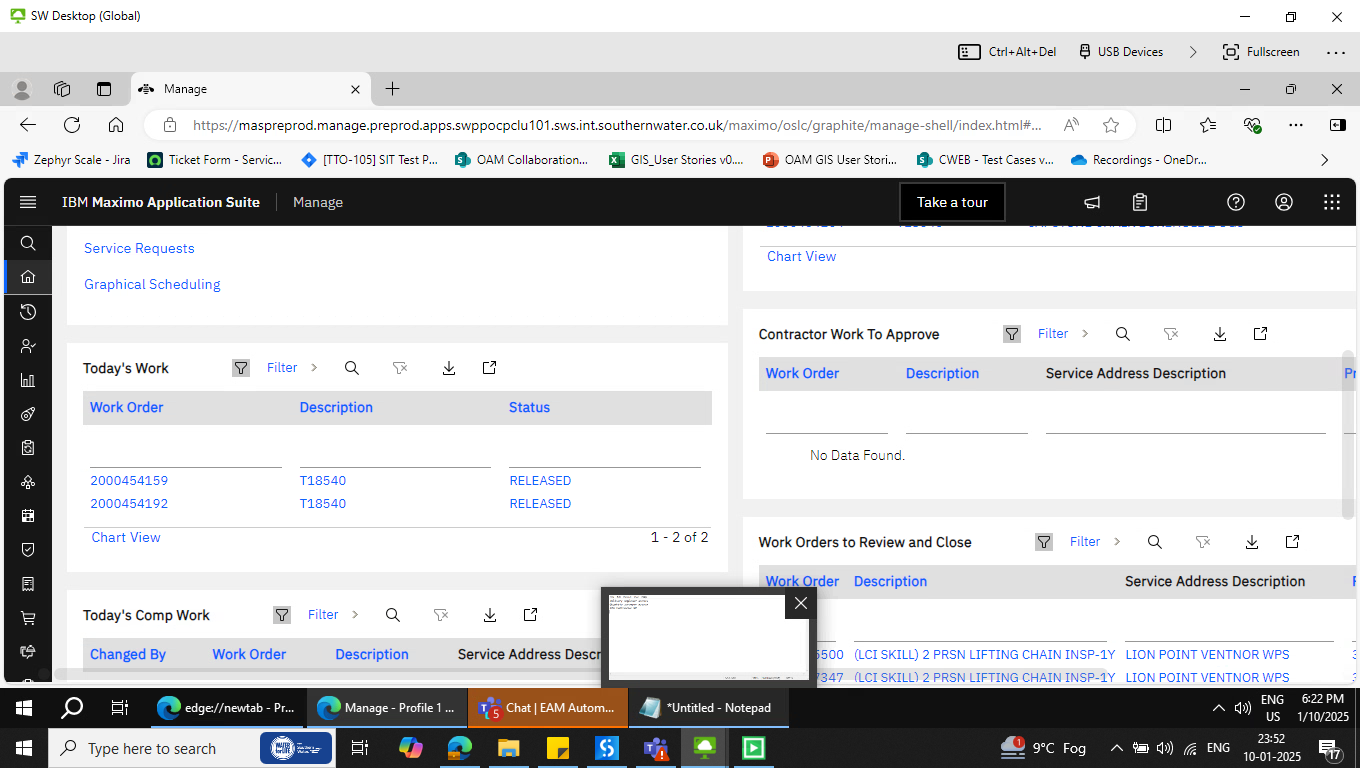 SW Desktop (Global)
Ctrl+Alt+Del
USB Devices
Fullscreen
Manage
https://maspreprod.manage.preprod.apps.swppocpclu101.sws.int.southernwater.co.uk/maximo/oslc/graphite/manage-shell/index.html#...
Zephyr Scale - Jira
Ticket Form - Servic...
[TTO-105] SIT Test P...
OAM Collaboration...
GIS_User Stories v0....
OAM GIS User Stori...
CWEB - Test Cases v...
Recordings - OneDr...
IBM Maximo Application Suite
Manage
Take a tour
Service Requests
Graphical Scheduling
Chart View
Contractor Work To Approve
Filter
Work Order Description Service Address Description Pr
No Data Found.
Today's Work
Filter
Work Order Description Status
2000454159 T18540 RELEASED
2000454192 T18540 RELEASED
Chart View
1 - 2 of 2
Work Orders to Review and Close
Filter
Work Order Description Service Address Description
5500 (LCI SKILL) 2 PRSN LIFTING CHAIN INSP-1Y LION POINT VENTNOR WPS
7347 (LCI SKILL) 2 PRSN LIFTING CHAIN INSP-1Y LION POINT VENTNOR WPS
Today's Comp Work
Filter
Changed By Work Order Description Service Address Descr
edge://newtab - Pr...
Manage - Profile 1 ...
5
Chat | EAM Autom...
*Untitled - Notepad
ENG
US
6:22 PM
1/10/2025
Type here to search
1
9°C Fog
ENG
23:52
10-01-2025
17